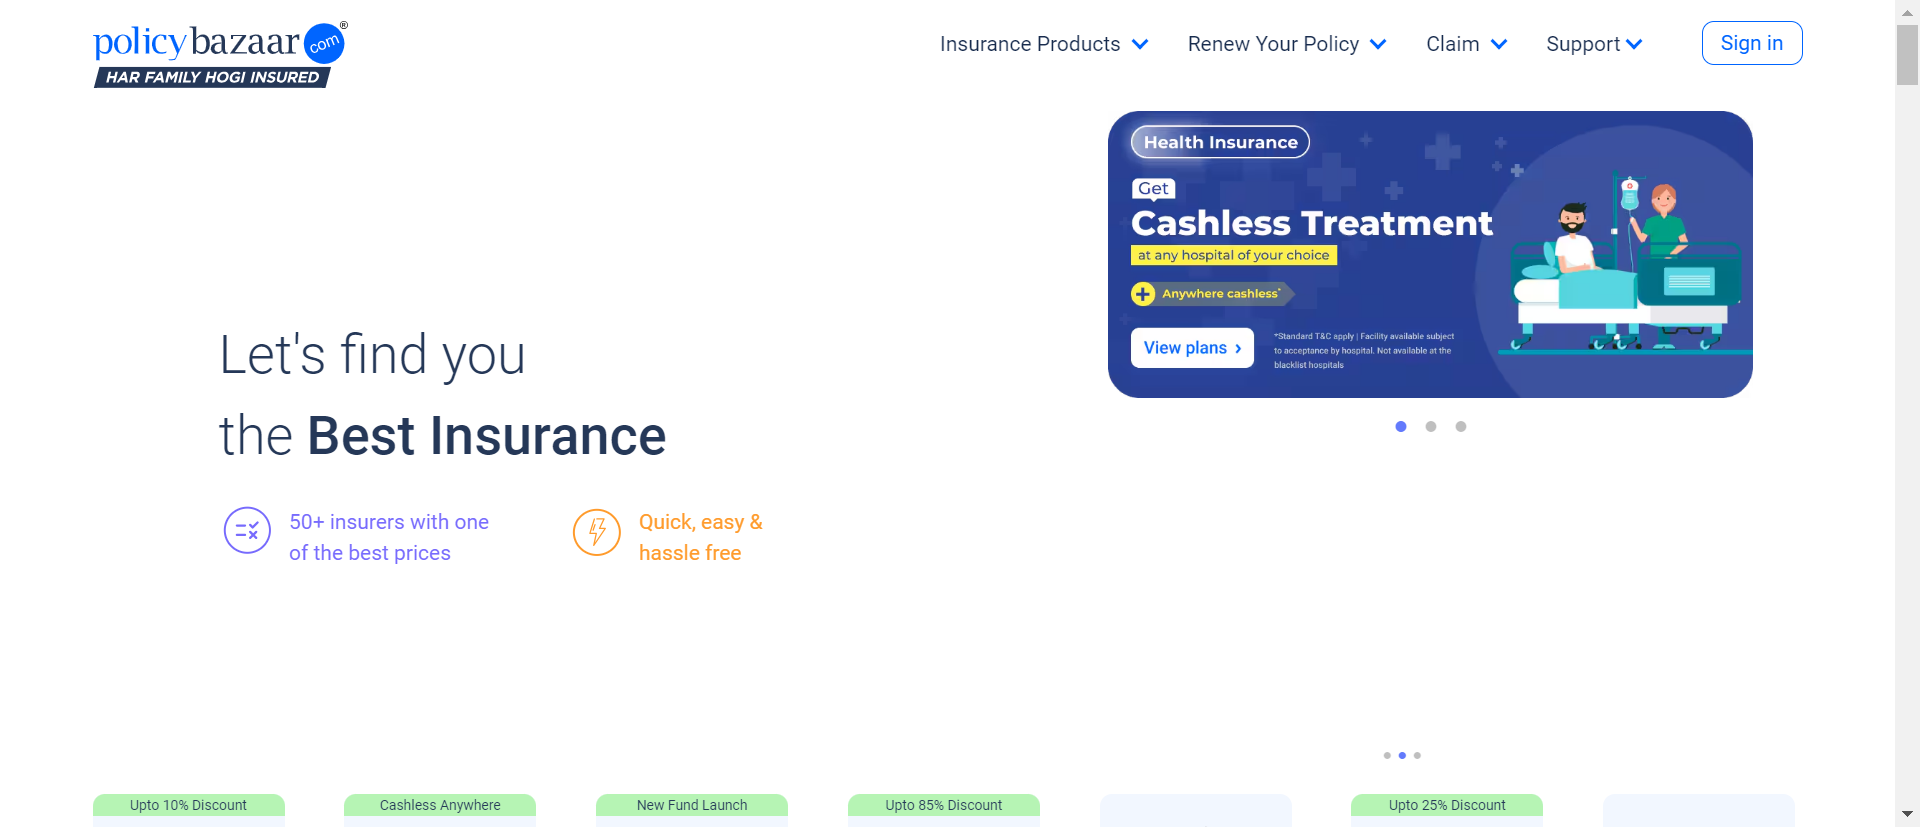 policybazaar com ®
HAR FAMILY HOGI INSURED
Insurance Products
Renew Your Policy
Claim
Support
Sign in
Health Insurance
Get
Cashless Treatment
at any hospital of your choice
Anywhere cashless*
View plans ›
*Standard T&C apply | Facility available subject
to acceptance by hospital. Not available at the
blacklist hospitals
Let's find you
the Best Insurance
50+ insurers with one
of the best prices
Quick, easy &
hassle free
Upto 10% Discount
Cashless Anywhere
New Fund Launch
Upto 85% Discount
Upto 25% Discount